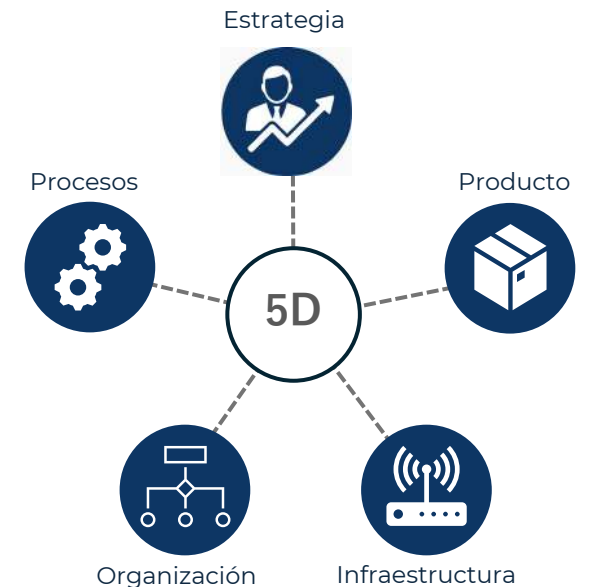 Estrategia
Procesos
Producto
5D
Organización
Infraestructura